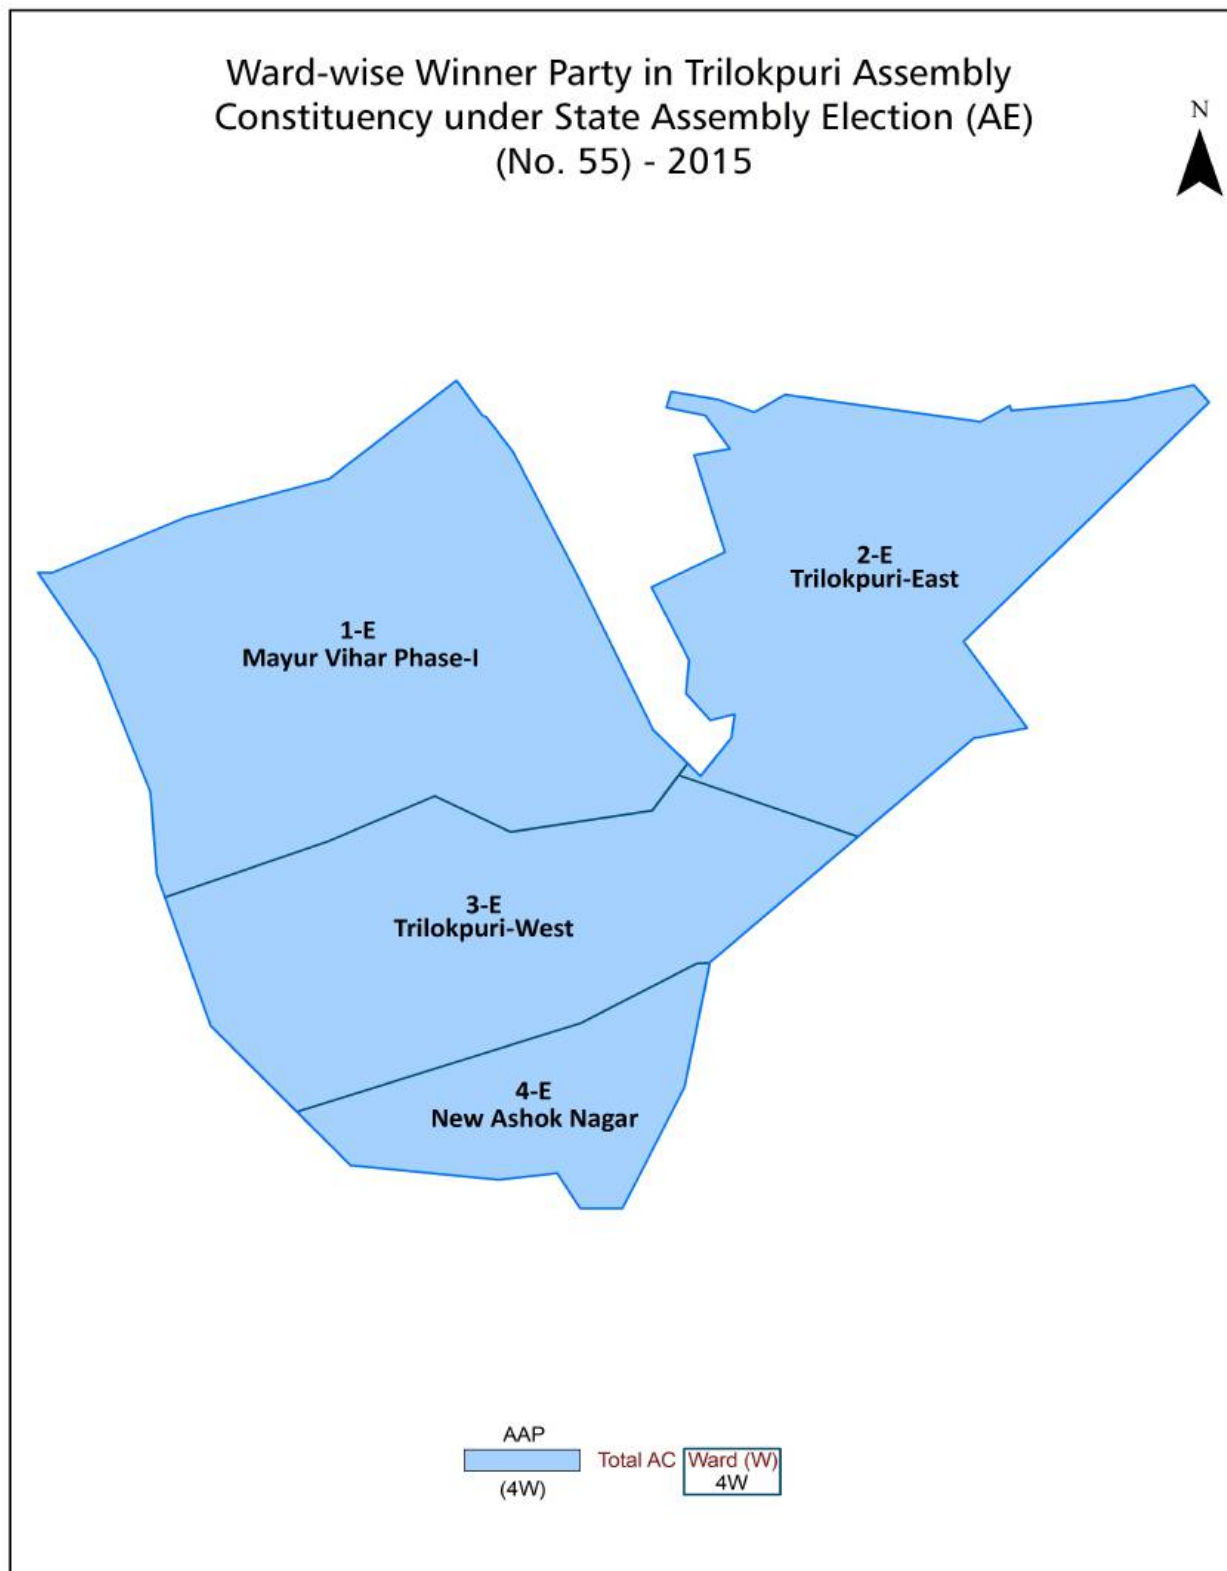 Ward-wise Winner Party in Trilokpuri Assembly
Constituency under State Assembly Election (AE)
(No. 55) - 2015
N
2-E
Trilokpuri-East
1-E
Mayur Vihar Phase-I
3-E
Trilokpuri-West
4-E
New Ashok Nagar
AAP
(4W)
Total AC
Ward (W)
4W